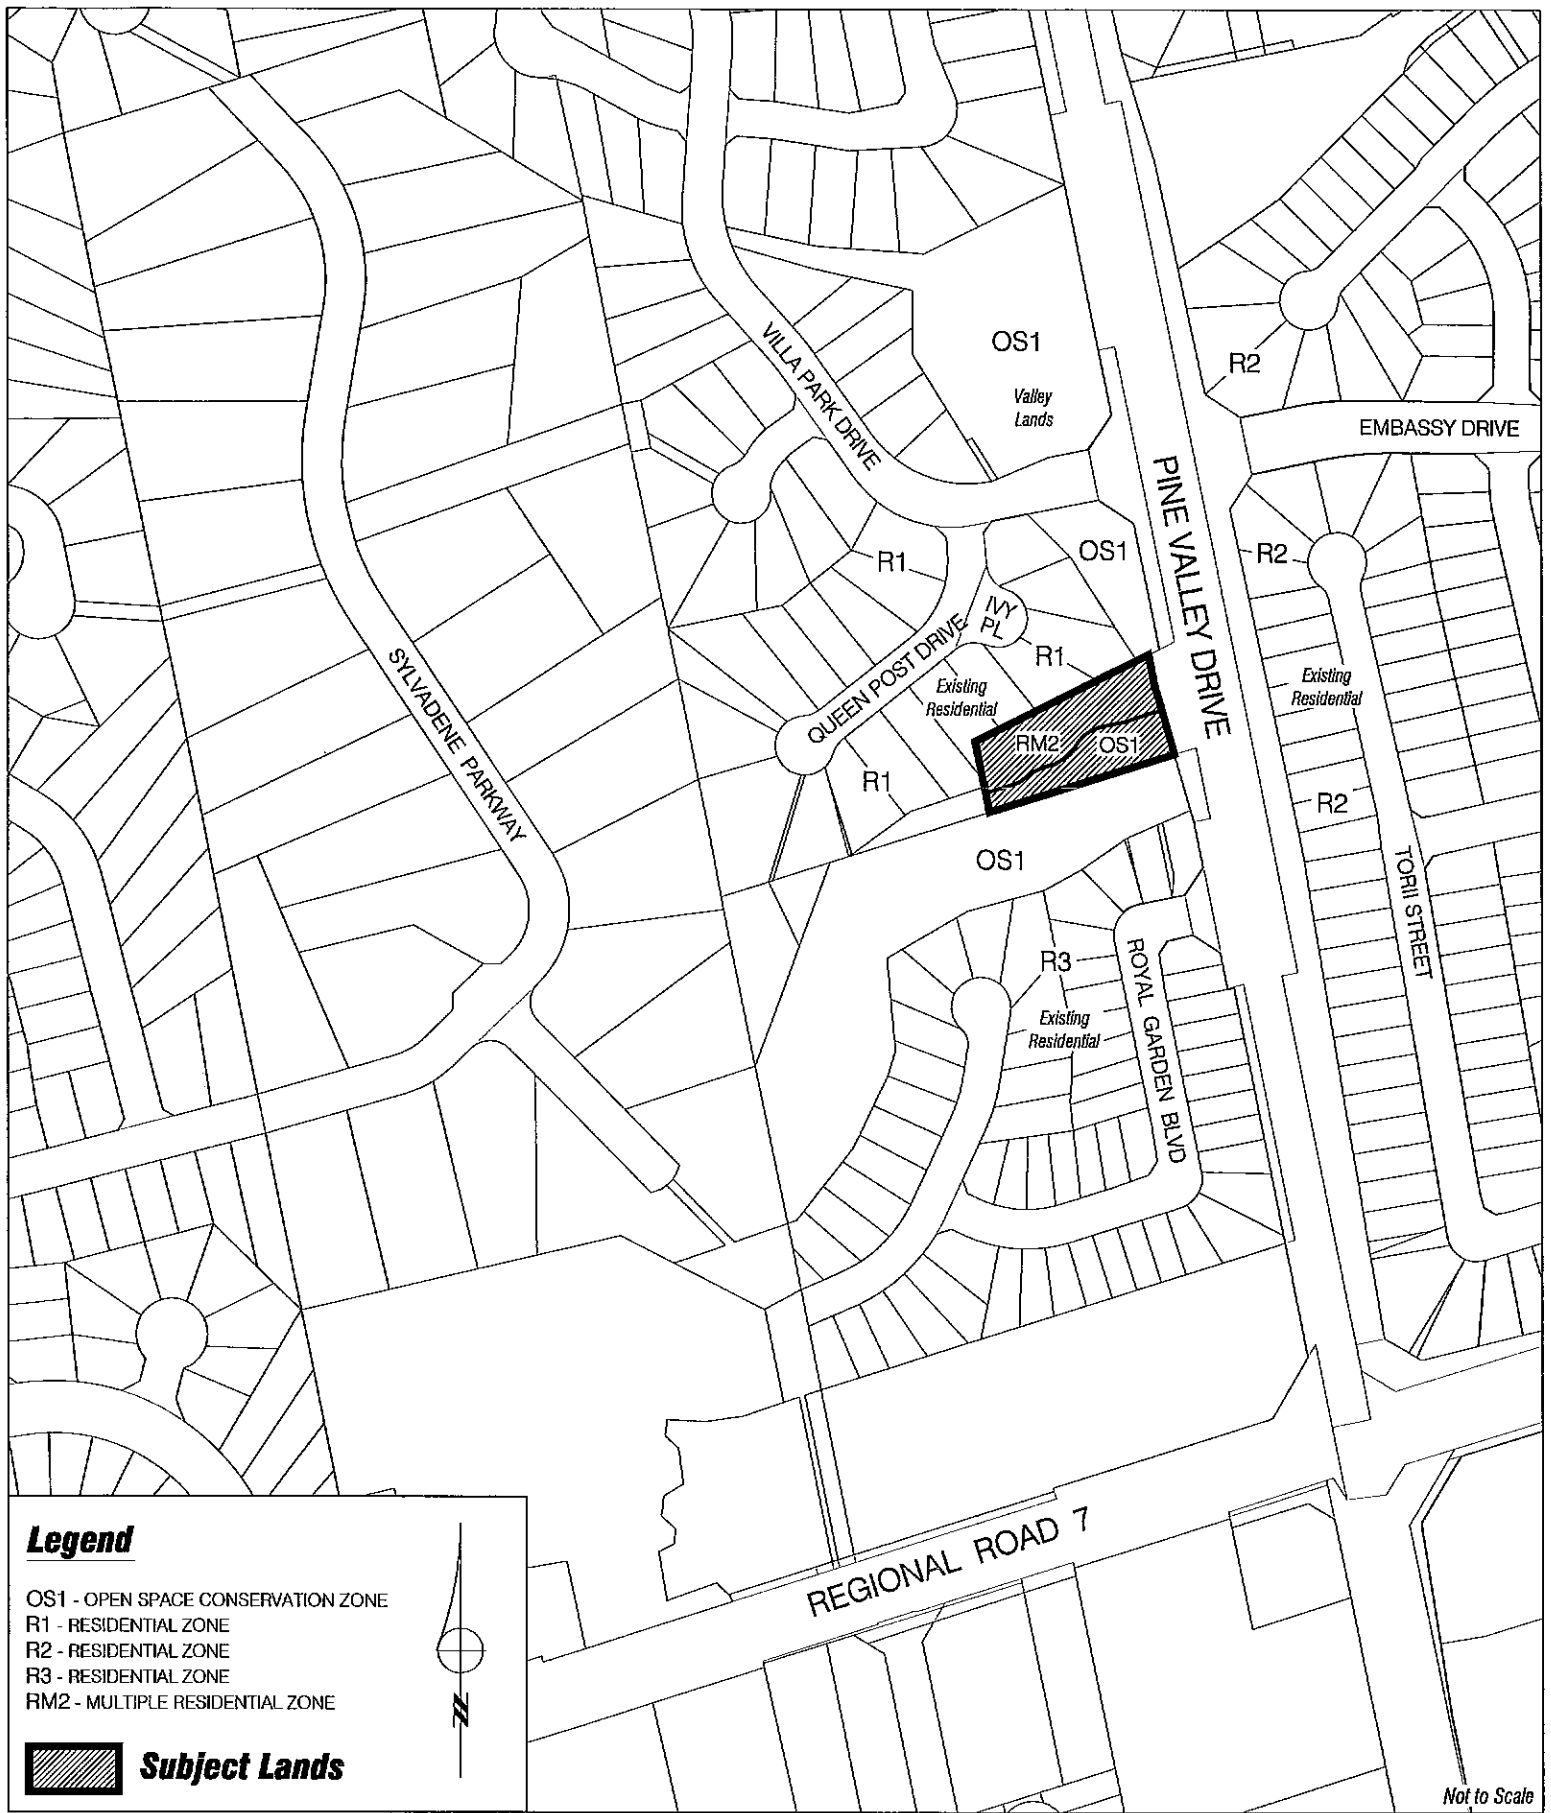 OS1
Valley
Lands
R2
VILLA PARK DRIVE
EMBASSY DRIVE
PINE VALLEY DRIVE
OS1
R1
R2
IVY
PL
QUEEN POST DRIVE
R1
Existing
Residential
Existing
Residential
SYLVADENE PARKWAY
RM2
OS1
R1
R2
OS1
TORII STREET
R3
ROYAL GARDEN BLVD
Existing
Residential
REGIONAL ROAD 7
Legend
OS1 - OPEN SPACE CONSERVATION ZONE
R1 - RESIDENTIAL ZONE
R2 - RESIDENTIAL ZONE
R3 - RESIDENTIAL ZONE
RM2 - MULTIPLE RESIDENTIAL ZONE
N
Subject Lands
Not to Scale